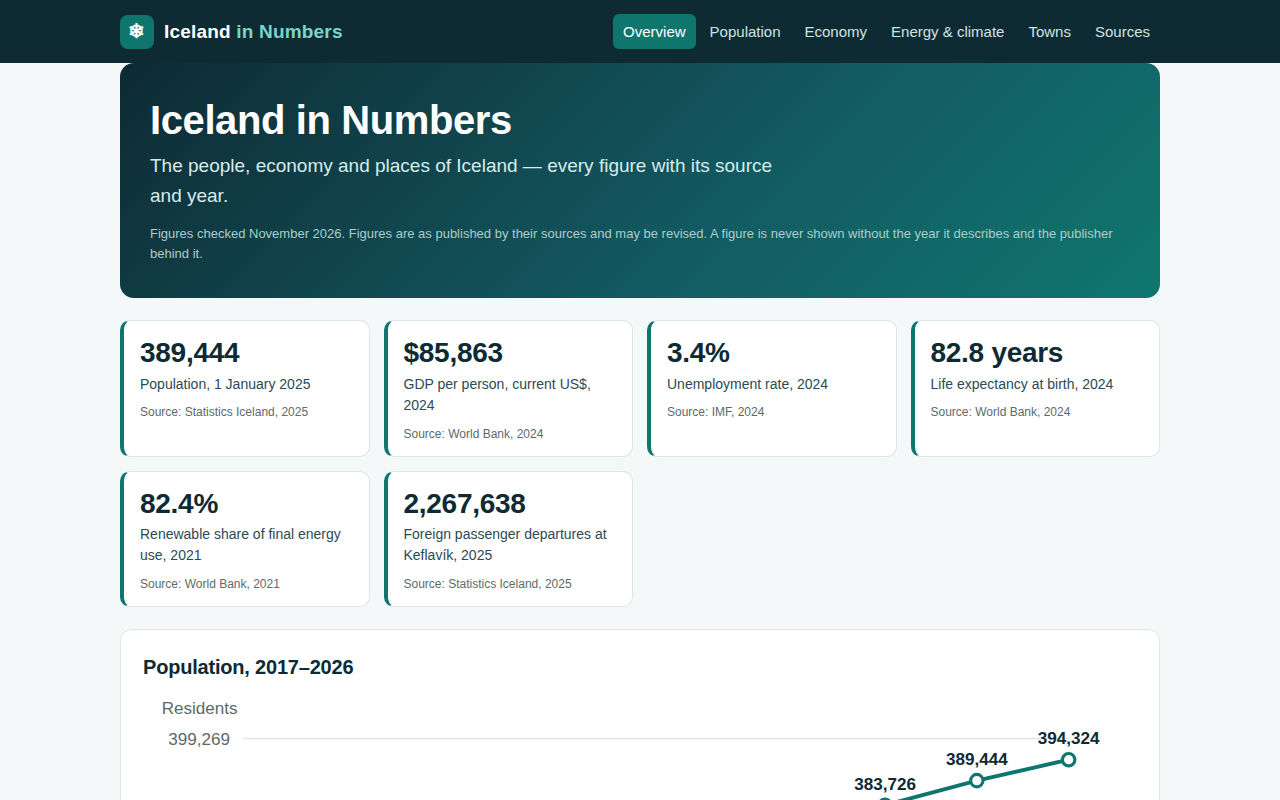 ❄ Iceland in Numbers
Overview Population Economy Energy & climate Towns Sources
Iceland in Numbers
The people, economy and places of Iceland — every figure with its source
and year.
Figures checked November 2026. Figures are as published by their sources and may be revised. A figure is never shown without the year it describes and the publisher
behind it.
389,444
Population, 1 January 2025
Source: Statistics Iceland, 2025
$85,863
GDP per person, current US$,
2024
Source: World Bank, 2024
3.4%
Unemployment rate, 2024
Source: IMF, 2024
82.8 years
Life expectancy at birth, 2024
Source: World Bank, 2024
82.4%
Renewable share of final energy
use, 2021
Source: World Bank, 2021
2,267,638
Foreign passenger departures at
Keflavík, 2025
Source: Statistics Iceland, 2025
Population, 2017–2026
Residents
399,269
394,324
389,444
383,726